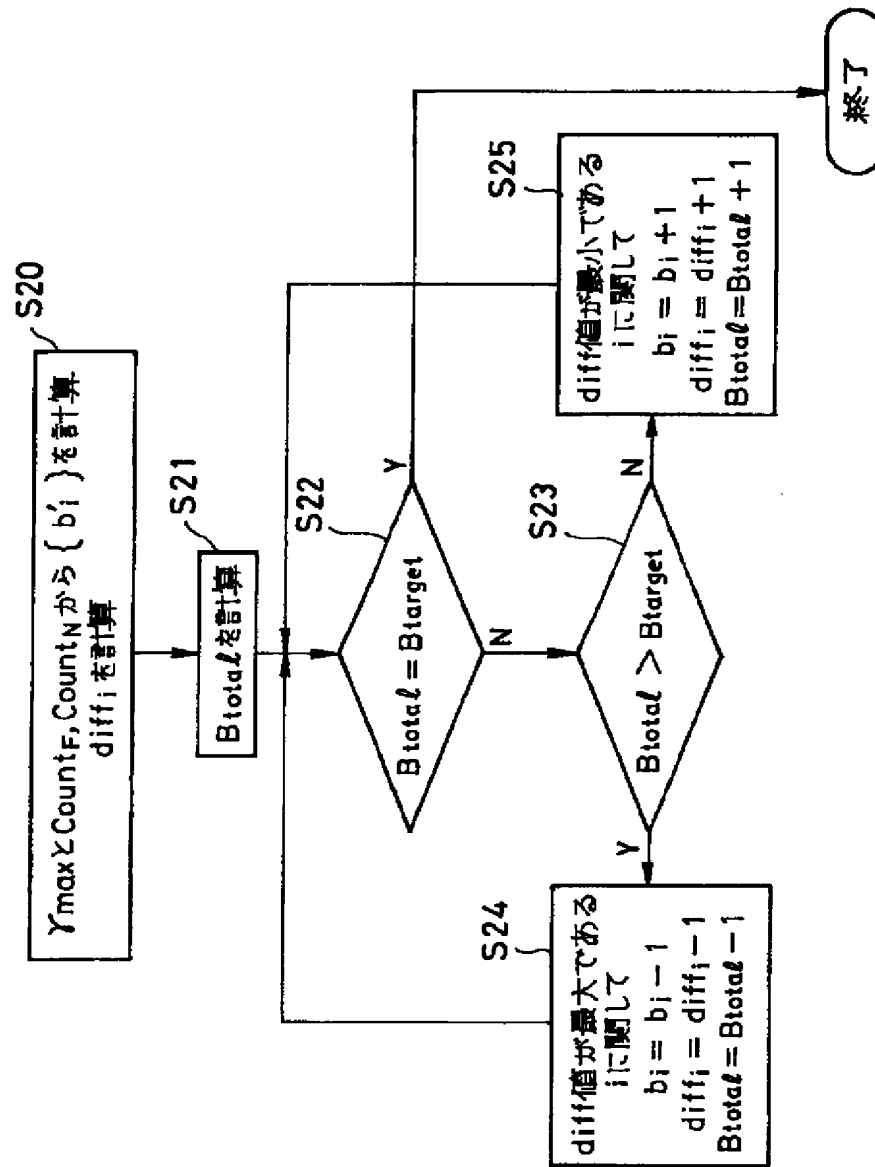 S20
γmaxとCountF,CountNから{b'i}を計算
diffiを計算
S21
Btotalを計算
S22
Btotal=Btarget
Y
N
S23
Btotal > Btarget
Y
N
S24
diff値が最大である
iに関して
bi=bi-1
diffi=diffi-1
Btotal=Btotal-1
S25
diff値が最小である
iに関して
bi=bi+1
diffi=diffi+1
Btotal=Btotal+1
終了